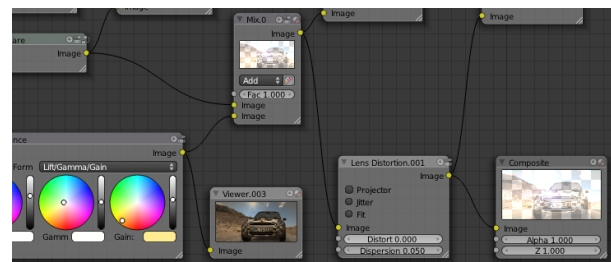 Mix.0
Image
Image
Image
are
Image
Add
Fac 1.000
Image
Image
nce
Image
Form Lift/Gamma/Gain
Lens Distortion.001
Composite
Image
Projector
Jitter
Fit
Viewer.003
Image
Image
Gamm
Gain:
Image
Distort 0.000
Alpha 1.000
Dispersion 0.050
Z 1.000